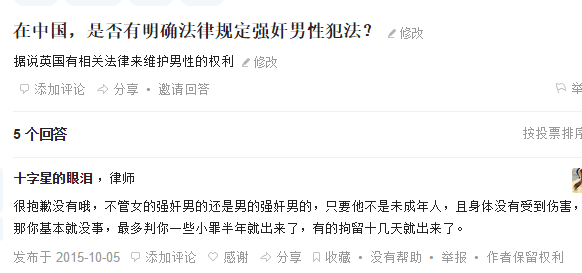 在中国，是否有明确法律规定强奸男性犯法？ 修改
据说英国有相关法律来维护男性的权利 修改
添加评论 分享 • 邀请回答 举
5 个回答 按投票排序
十字星的眼泪，律师
很抱歉没有哦，不管女的强奸男的还是男的强奸男的，只要他不是未成年人，且身体没有受到伤害，
那你基本就没事，最多判你一些小罪半年就出来了，有的拘留十几天就出来了。
发布于 2015-10-05 添加评论 感谢 分享 收藏 • 没有帮助 • 举报 • 作者保留权利